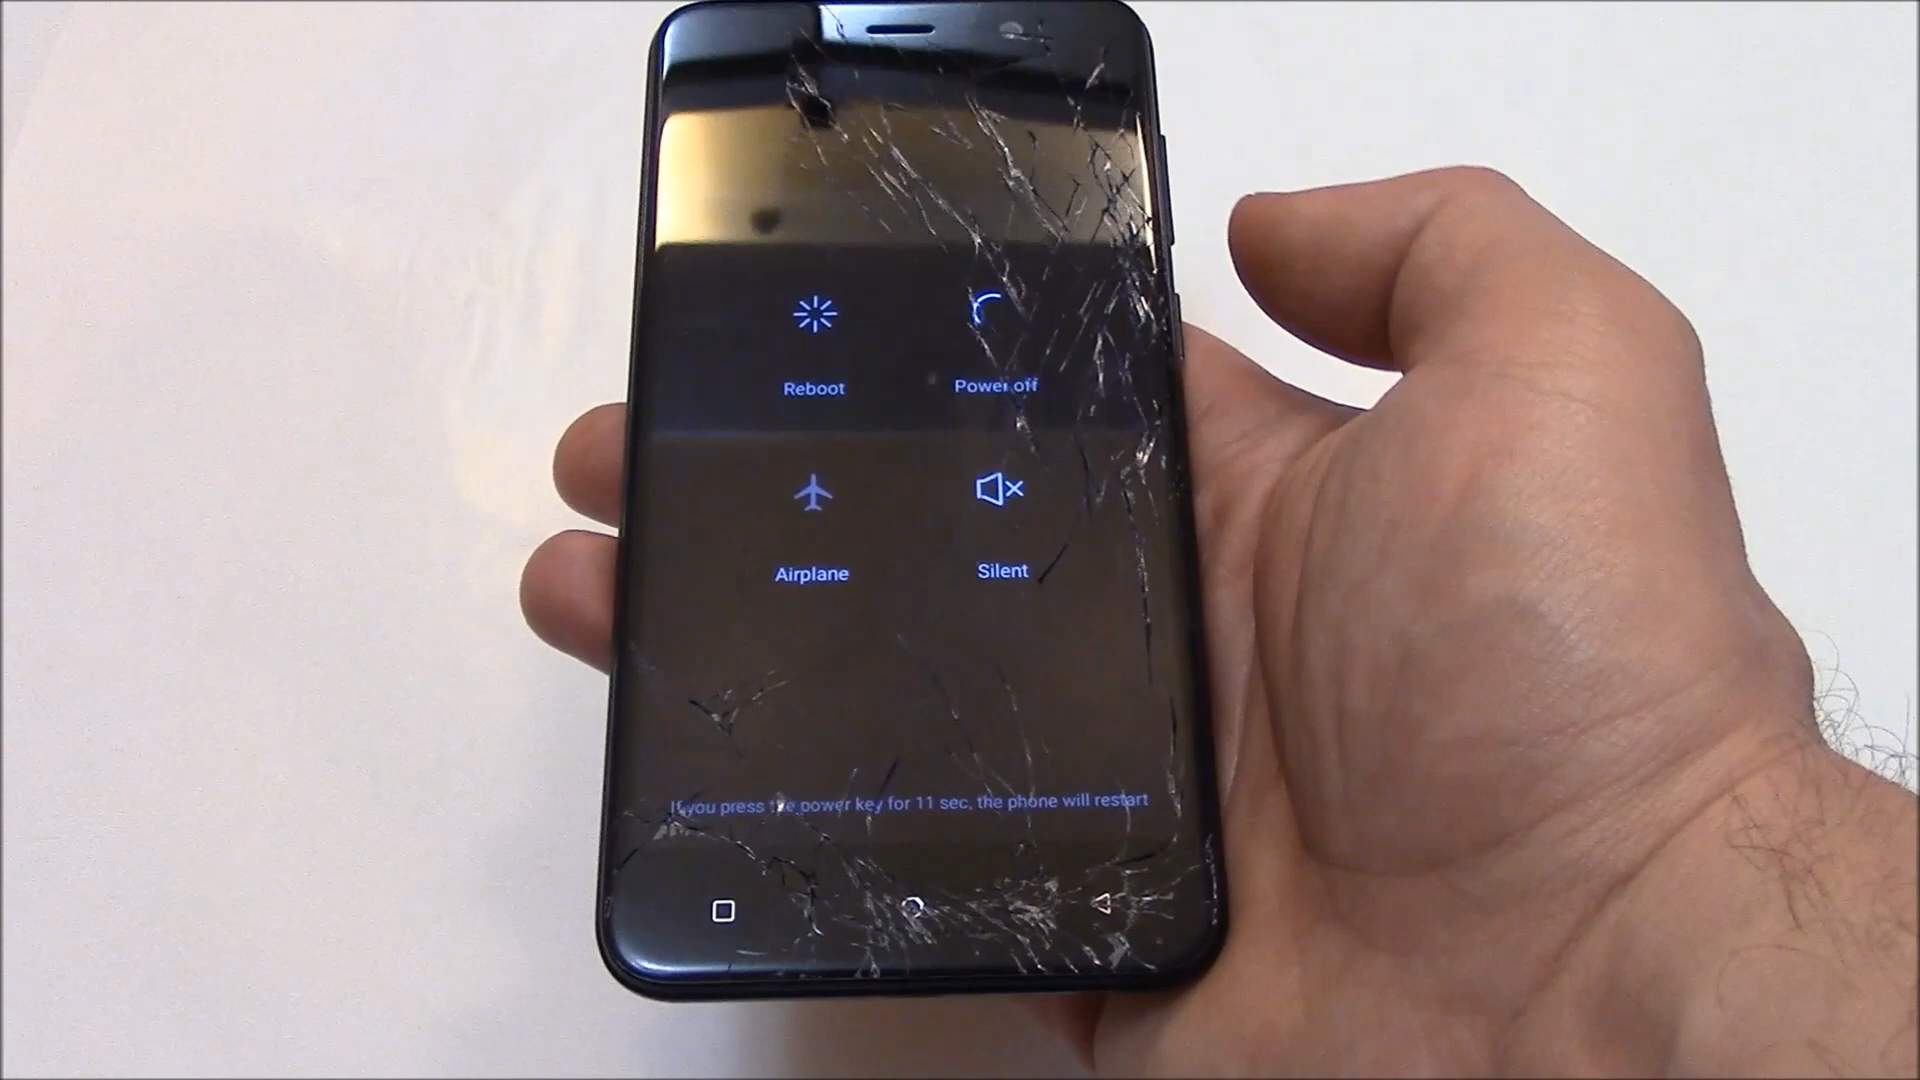 Reboot Power off
Airplane Silent
If you press the power key for 11 sec, the phone will restart